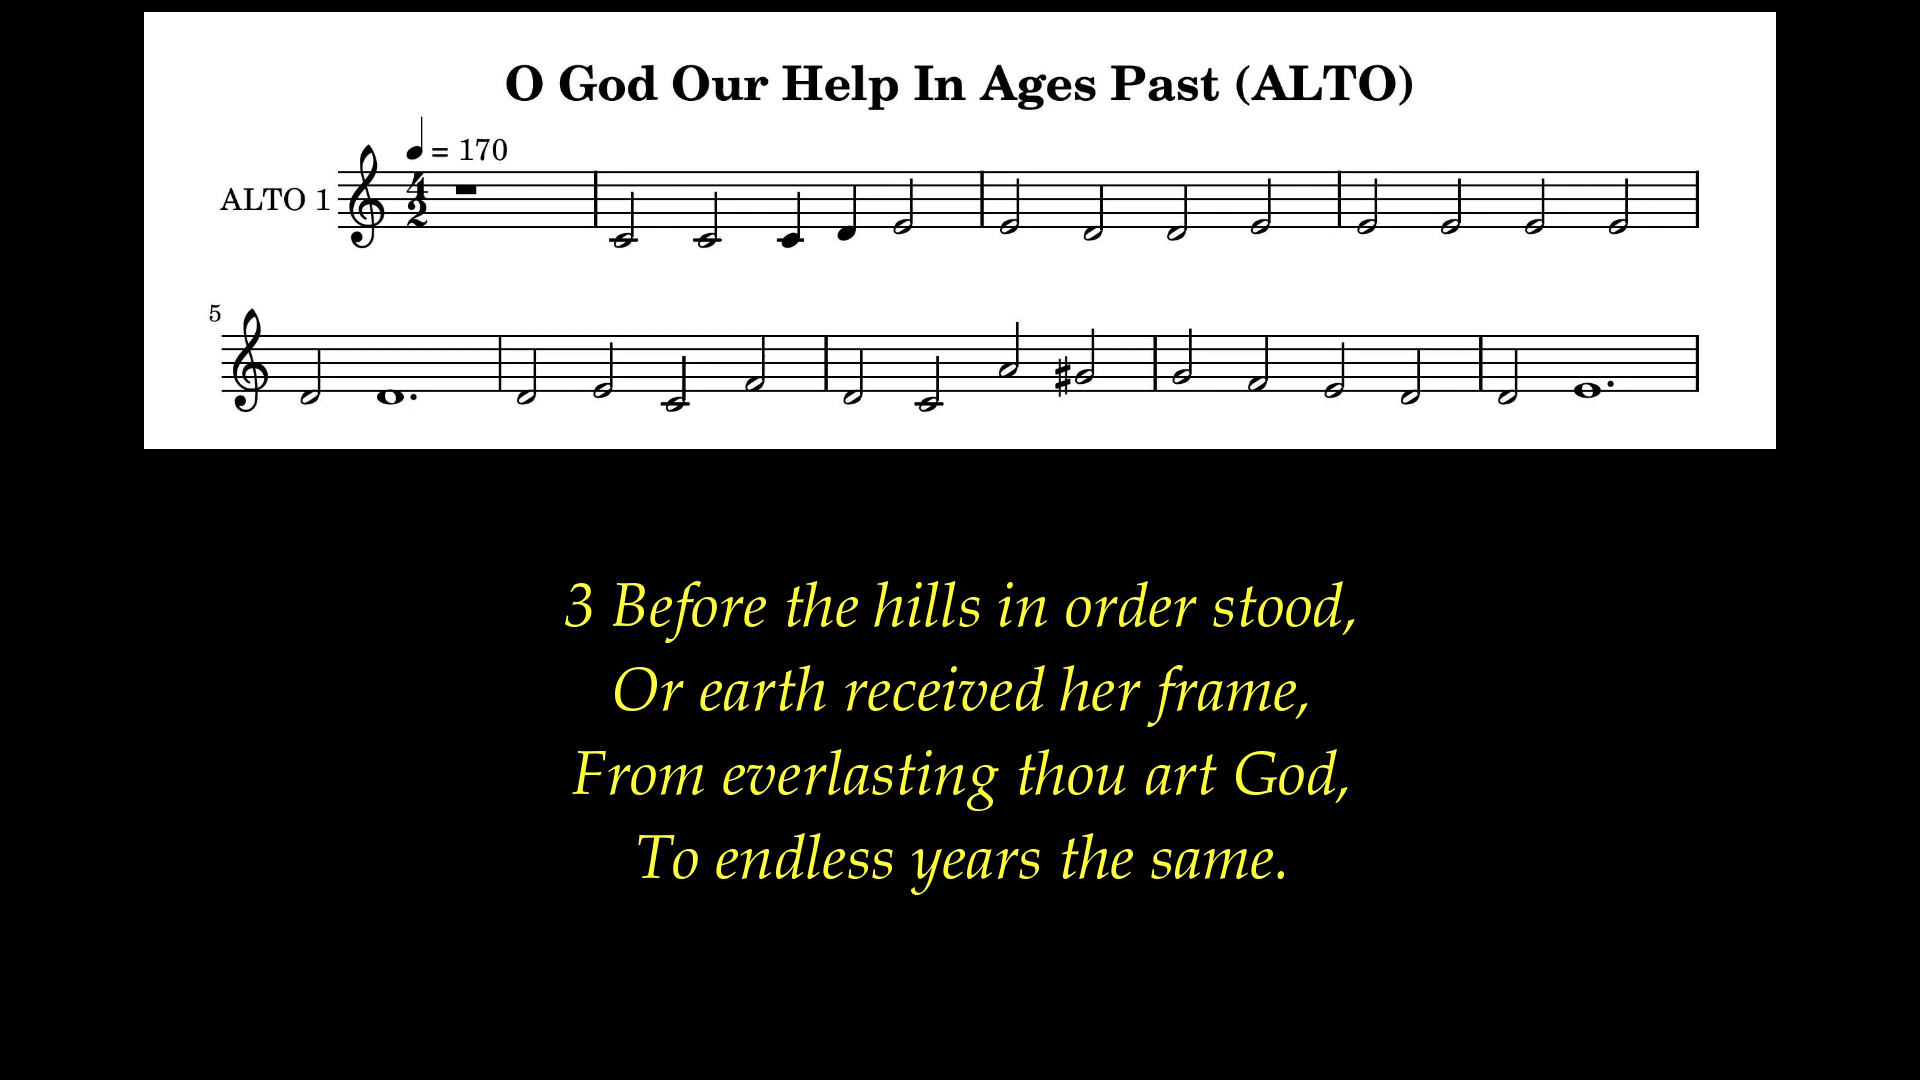 O God Our Help In Ages Past (ALTO)
= 170
ALTO 1
4
2
5
3 Before the hills in order stood,
Or earth received her frame,
From everlasting thou art God,
To endless years the same.